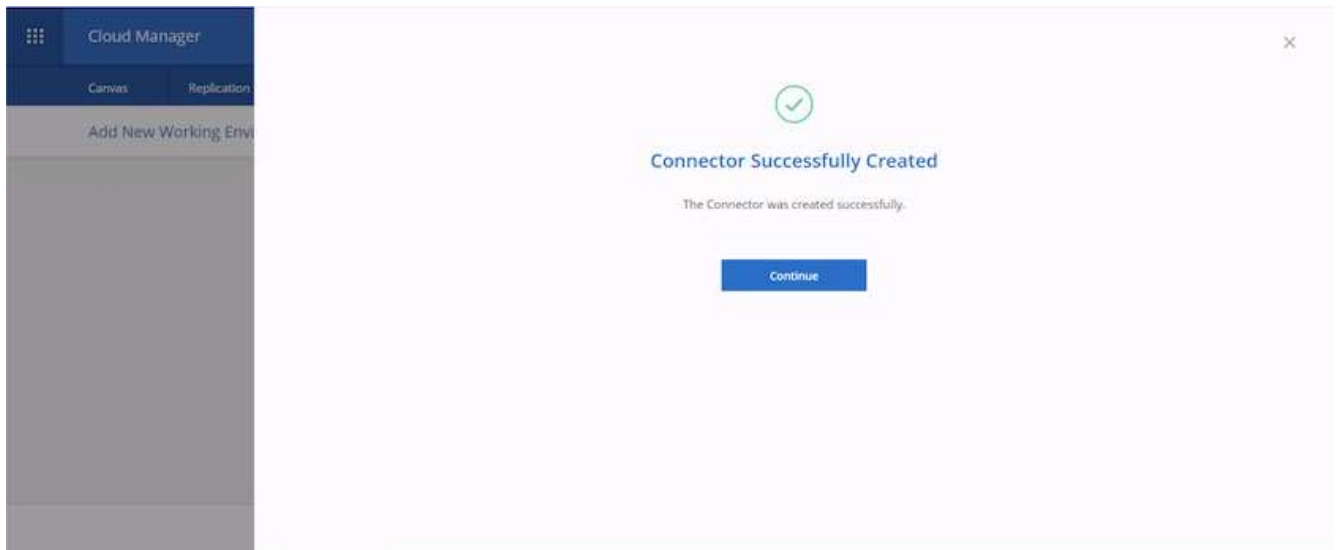 Cloud Manager
Canvas
Replication
Add New Working Envi
Connector Successfully Created
The Connector was created successfully.
Continue